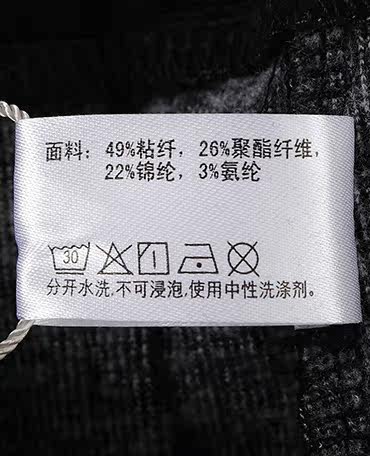 面料：49%粘纤，26%聚酯纤维，
22%锦纶，3%氨纶
30
分开水洗,不可浸泡,使用中性洗涤剂。